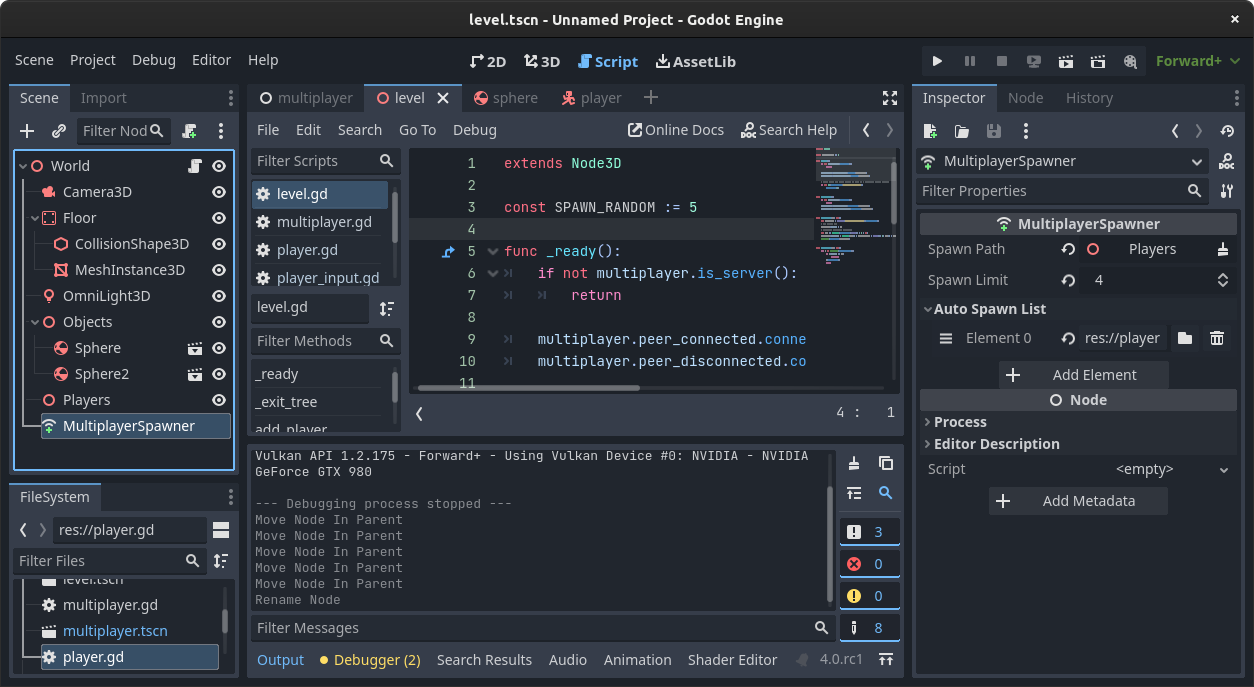 level.tscn - Unnamed Project - Godot Engine
Scene Project Debug Editor Help
2D 3D Script AssetLib
Forward+
Scene Import
Filter Nod
World
Camera3D
Floor
CollisionShape3D
MeshInstance3D
OmniLight3D
Objects
Sphere
Sphere2
Players
MultiplayerSpawner
FileSystem
res://player.gd
Filter Files
level.tscn
multiplayer.gd
multiplayer.tscn
player.gd
multiplayer level sphere player
File Edit Search Go To Debug
Online Docs Search Help
Filter Scripts
level.gd
multiplayer.gd
player.gd
player_input.gd
level.gd
Filter Methods
_ready
_exit_tree
add_player
1 extends Node3D
2
3 const SPAWN_RANDOM := 5
4
5 func _ready():
6 if not multiplayer.is_server():
7 return
8
9 multiplayer.peer_connected.conne
10 multiplayer.peer_disconnected.co
11
4 : 1
Vulkan API 1.2.175 - Forward+ - Using Vulkan Device #0: NVIDIA - NVIDIA
GeForce GTX 980
--- Debugging process stopped ---
Move Node In Parent
Move Node In Parent
Move Node In Parent
Move Node In Parent
Move Node In Parent
Rename Node
3
0
0
8
Filter Messages
Output Debugger (2) Search Results Audio Animation Shader Editor 4.0.rc1
Inspector Node History
MultiplayerSpawner
Filter Properties
MultiplayerSpawner
Spawn Path Players
Spawn Limit 4
Auto Spawn List
Element 0 res://player
Add Element
Node
Process
Editor Description
Script <empty>
Add Metadata